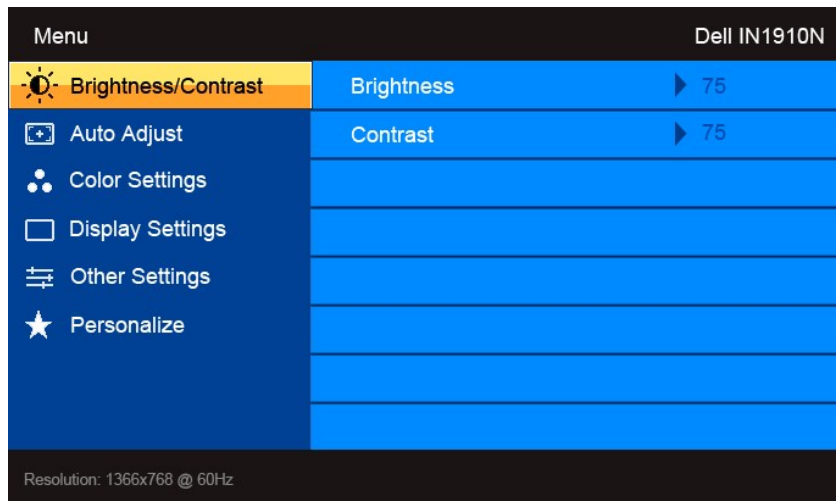 Menu Dell IN1910N
Brightness/Contrast Brightness 75
Auto Adjust Contrast 75
Color Settings
Display Settings
Other Settings
Personalize
Resolution: 1366x768 @ 60Hz